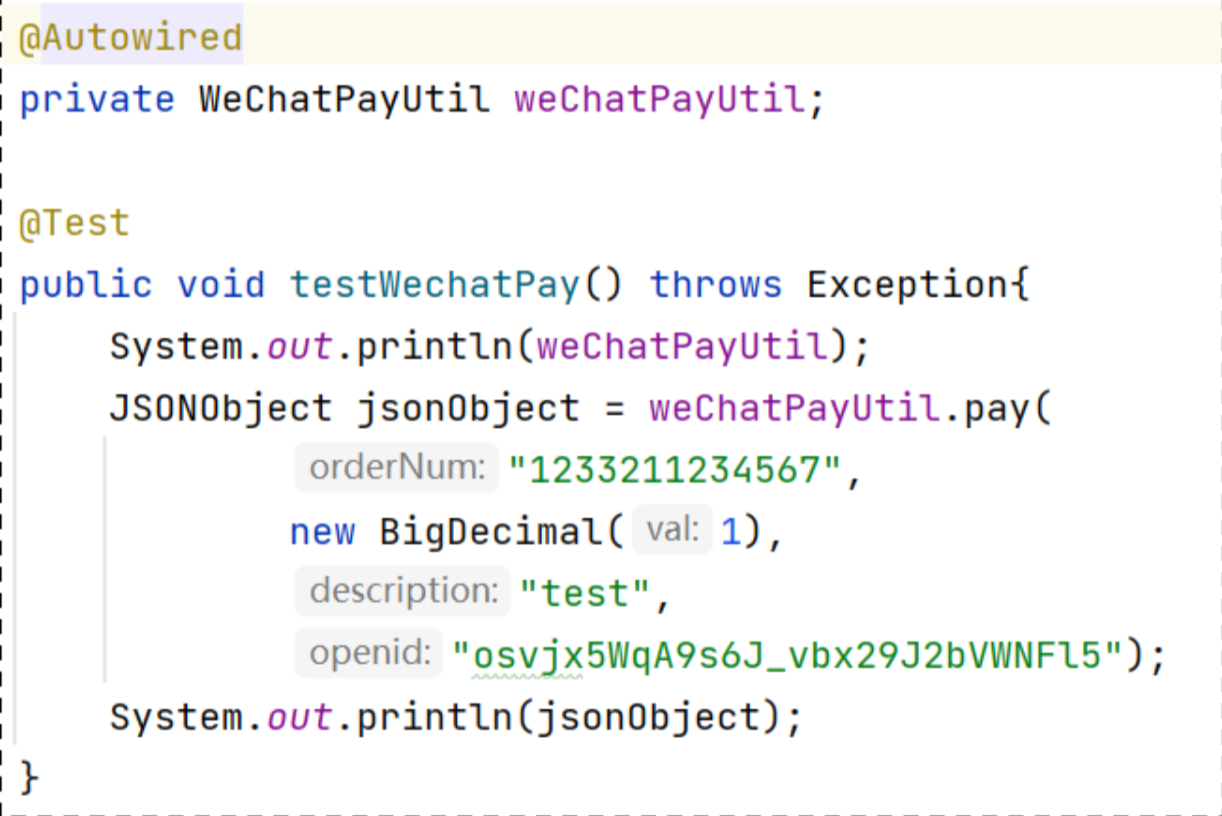 @Autowired
private WeChatPayUtil weChatPayUtil;
@Test
public void testWechatPay() throws Exception{
System.out.println(weChatPayUtil);
JSONObject jsonObject = weChatPayUtil.pay(
orderNum: "1233211234567",
new BigDecimal( val: 1),
description: "test",
openid: "osvjx5WqA9s6J_vbx29J2bVWNFl5");
System.out.println(jsonObject);
}